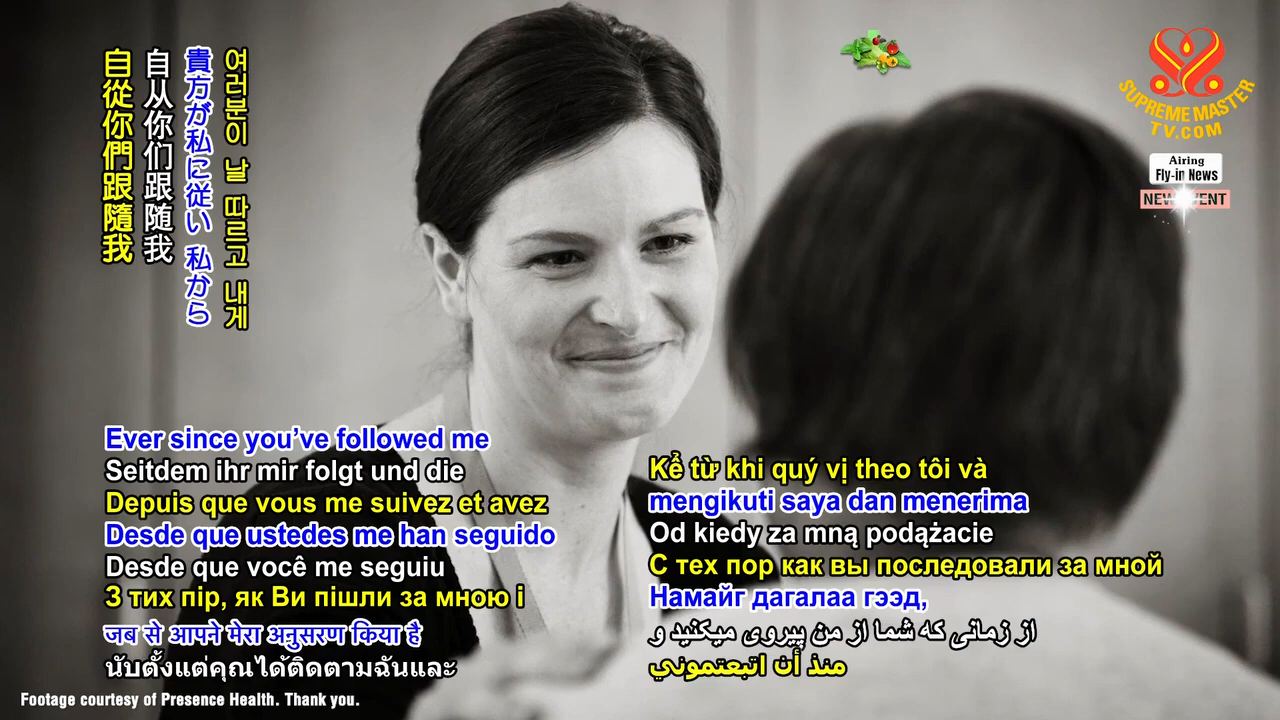 自從你們跟隨我
自从你们跟随我
貴方が私に従い 私から
여러분이 날 따르고 내게
SUPREME MASTER
TV.COM
Airing
Fly-in News
NEW EVENT
Ever since you’ve followed me
Seitdem ihr mir folgt und die
Depuis que vous me suivez et avez
Desde que ustedes me han seguido
Desde que você me seguiu
З тих пір, як Ви пішли за мною і
जब से आपने मेरा अनुसरण किया है
นับตั้งแต่คุณได้ติดตามฉันและ
Kể từ khi quý vị theo tôi và
mengikuti saya dan menerima
Od kiedy za mną podążacie
С тех пор как вы последовали за мной
Намайг дагалаа гээд,
از زمانی که شما از من پیروی میکنید و
منذ أن اتبعتموني
Footage courtesy of Presence Health. Thank you.